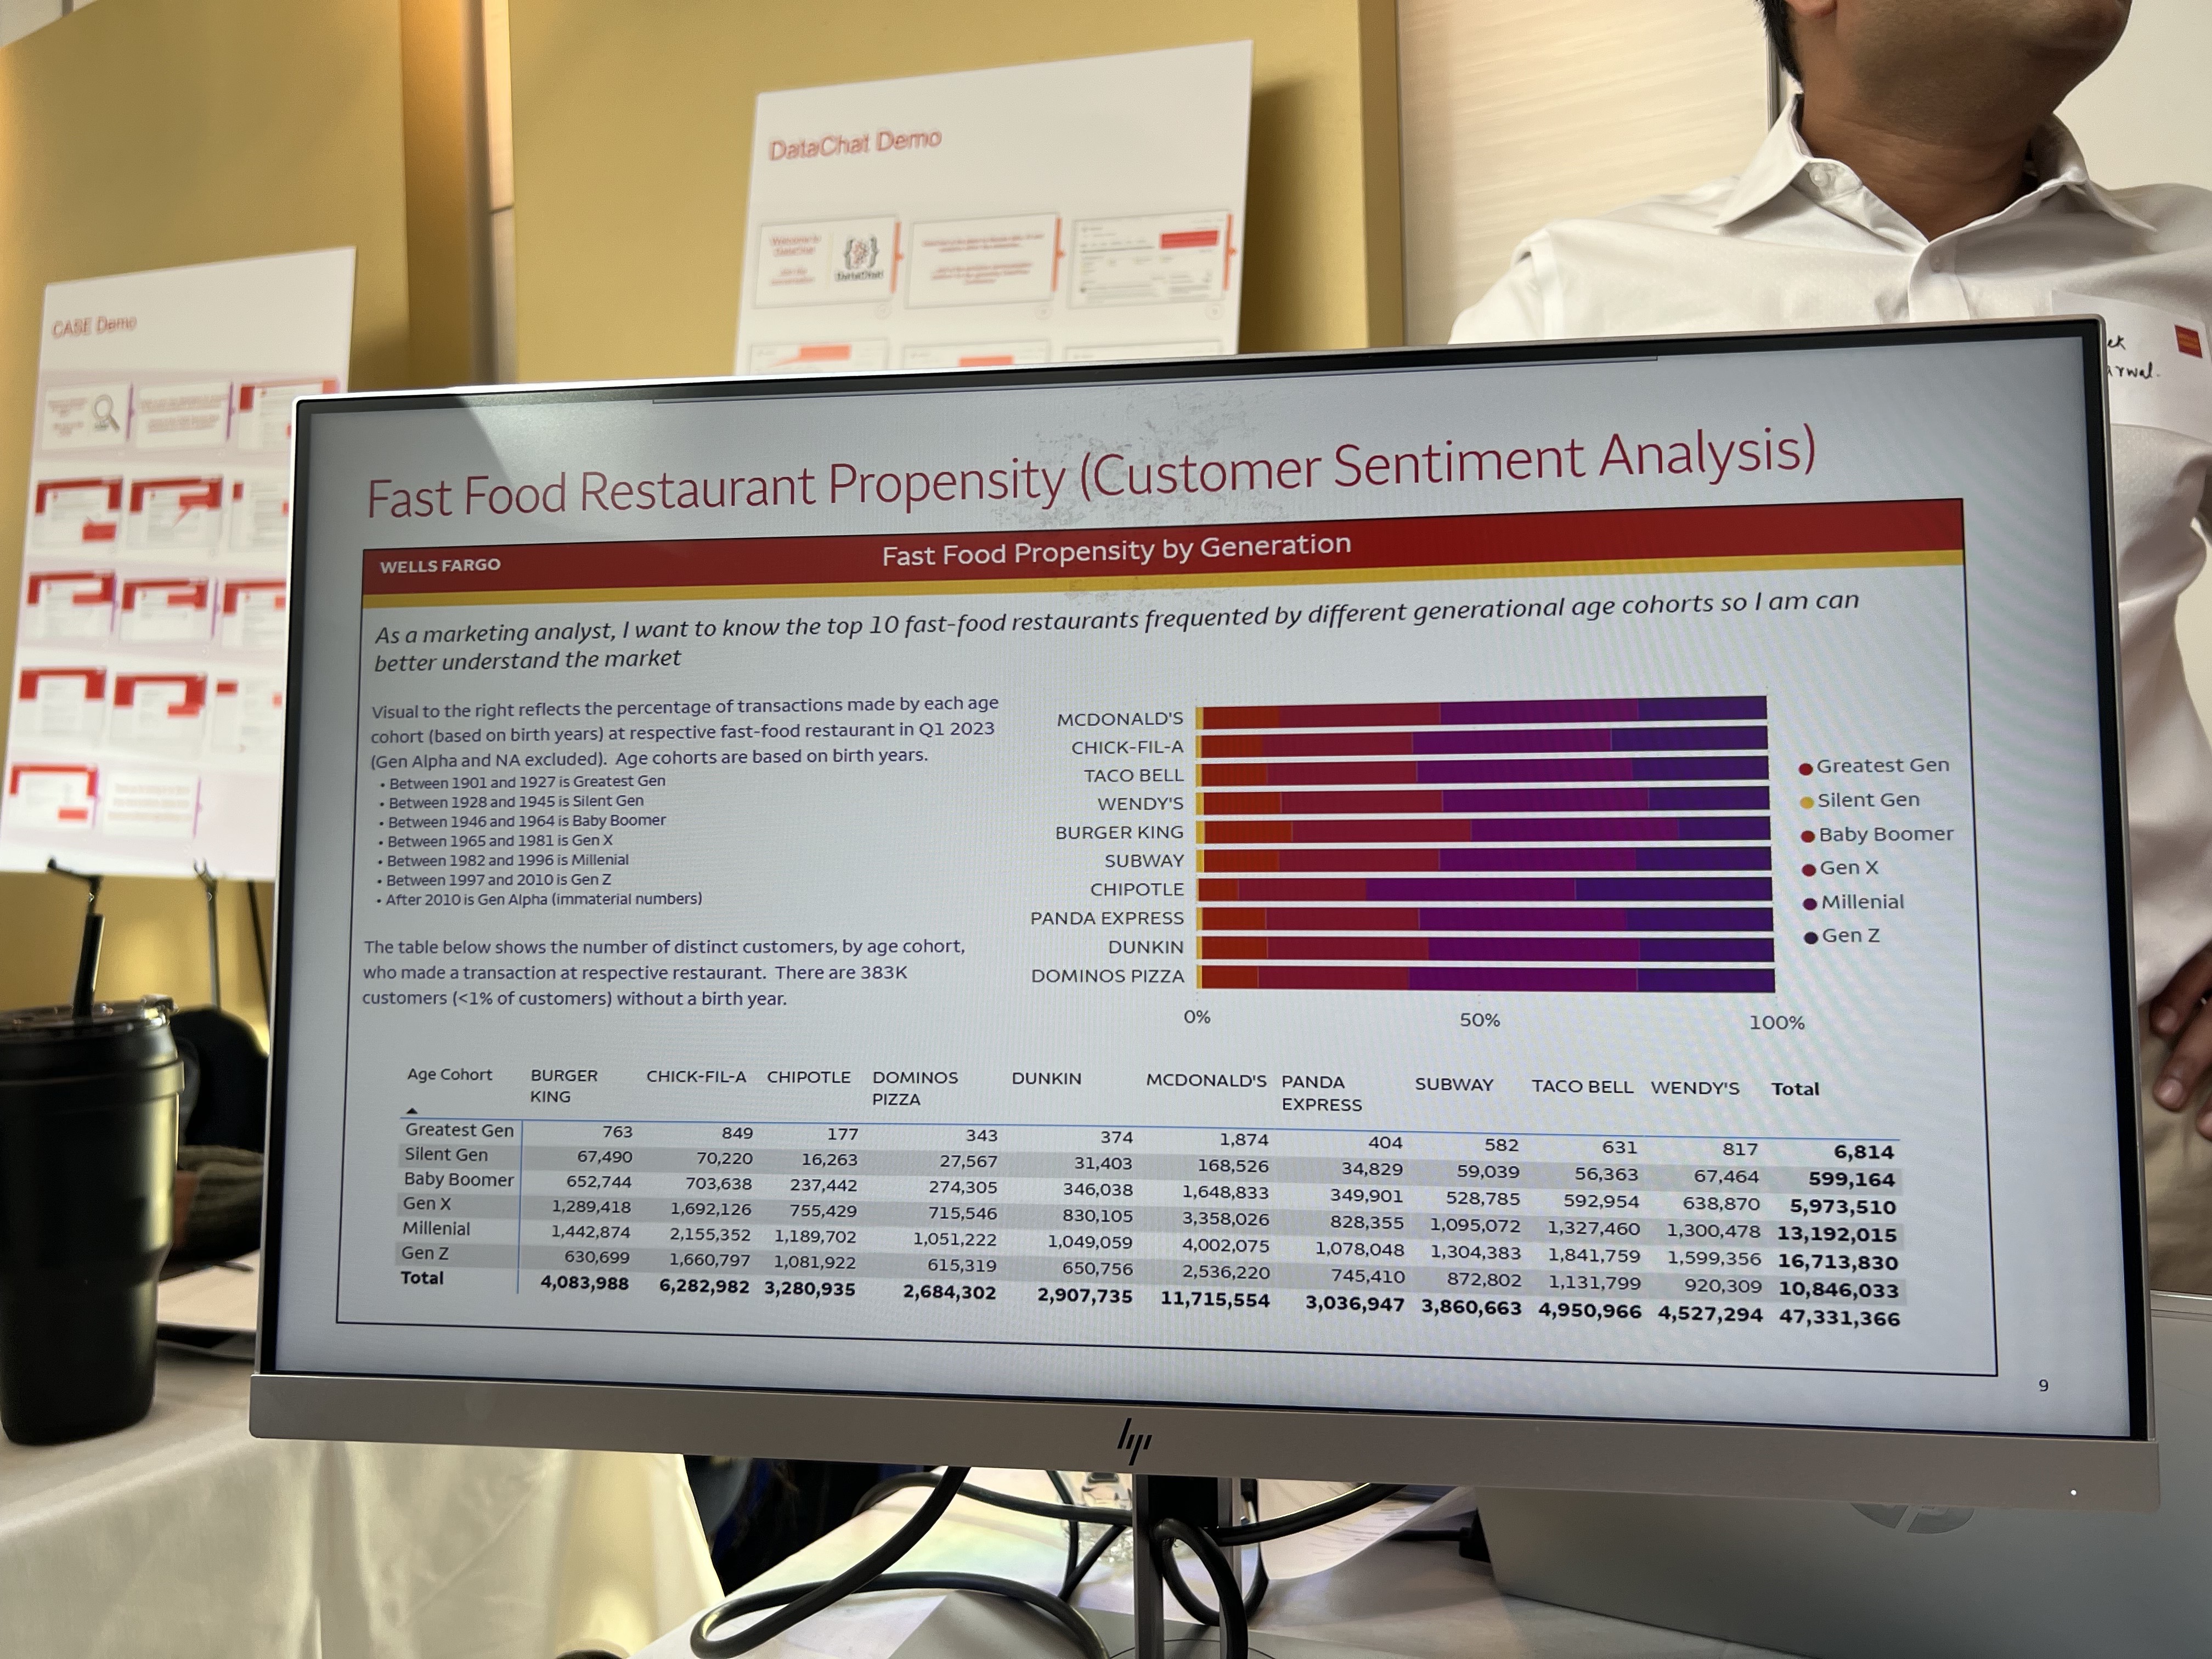 DataChat Demo
Welcome to
DataChat
DataChat
CASE Demo
ek
arwal.
Fast Food Restaurant Propensity (Customer Sentiment Analysis)
WELLS FARGO
Fast Food Propensity by Generation
As a marketing analyst, I want to know the top 10 fast-food restaurants frequented by different generational age cohorts so I am can
better understand the market
Visual to the right reflects the percentage of transactions made by each age
cohort (based on birth years) at respective fast-food restaurant in Q1 2023
(Gen Alpha and NA excluded). Age cohorts are based on birth years.
• Between 1901 and 1927 is Greatest Gen
• Between 1928 and 1945 is Silent Gen
• Between 1946 and 1964 is Baby Boomer
• Between 1965 and 1981 is Gen X
• Between 1982 and 1996 is Millenial
• Between 1997 and 2010 is Gen Z
• After 2010 is Gen Alpha (immaterial numbers)
The table below shows the number of distinct customers, by age cohort,
who made a transaction at respective restaurant. There are 383K
customers (<1% of customers) without a birth year.
MCDONALD'S
CHICK-FIL-A
TACO BELL
WENDY'S
BURGER KING
SUBWAY
CHIPOTLE
PANDA EXPRESS
DUNKIN
DOMINOS PIZZA
0% 50% 100%
Greatest Gen
Silent Gen
Baby Boomer
Gen X
Millenial
Gen Z
Age Cohort BURGER KING CHICK-FIL-A CHIPOTLE DOMINOS PIZZA DUNKIN MCDONALD'S PANDA EXPRESS SUBWAY TACO BELL WENDY'S Total
Greatest Gen 763 849 177 343 374 1,874 404 582 631 817 6,814
Silent Gen 67,490 70,220 16,263 27,567 31,403 168,526 34,829 59,039 56,363 67,464 599,164
Baby Boomer 652,744 703,638 237,442 274,305 346,038 1,648,833 349,901 528,785 592,954 638,870 5,973,510
Gen X 1,289,418 1,692,126 755,429 715,546 830,105 3,358,026 828,355 1,095,072 1,327,460 1,300,478 13,192,015
Millenial 1,442,874 2,155,352 1,189,702 1,051,222 1,049,059 4,002,075 1,078,048 1,304,383 1,841,759 1,599,356 16,713,830
Gen Z 630,699 1,660,797 1,081,922 615,319 650,756 2,536,220 745,410 872,802 1,131,799 920,309 10,846,033
Total 4,083,988 6,282,982 3,280,935 2,684,302 2,907,735 11,715,554 3,036,947 3,860,663 4,950,966 4,527,294 47,331,366
9
hp